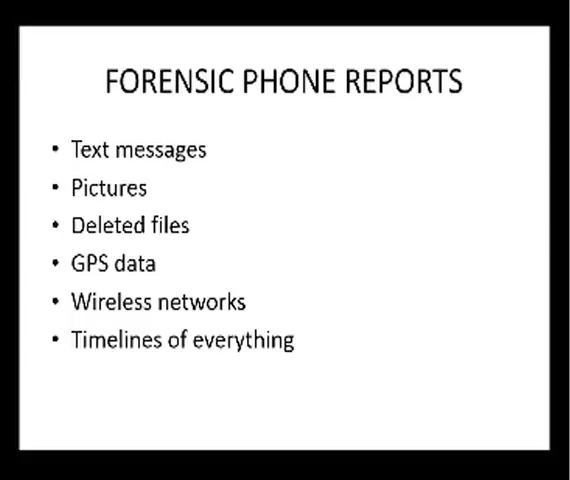 FORENSIC PHONE REPORTS
• Text messages
• Pictures
• Deleted files
• GPS data
• Wireless networks
• Timelines of everything